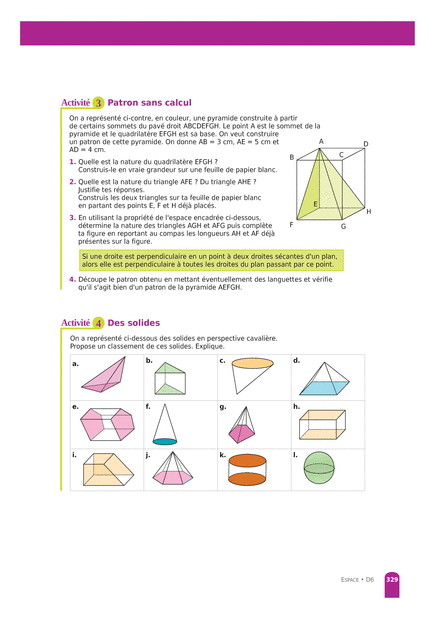 Activité 3 Patron sans calcul
On a représenté ci-contre, en couleur, une pyramide construite à partir
de certains sommets du pavé droit ABCDEFGH. Le point A est le sommet de la
pyramide et le quadrilatère EFGH est sa base. On veut construire
un patron de cette pyramide. On donne AB = 3 cm, AE = 5 cm et
AD = 4 cm.
1. Quelle est la nature du quadrilatère EFGH ?
Construis-le en vraie grandeur sur une feuille de papier blanc.
2. Quelle est la nature du triangle AFE ? Du triangle AHE ?
Justifie tes réponses.
Construis les deux triangles sur ta feuille de papier blanc
en partant des points E, F et H déjà placés.
3. En utilisant la propriété de l'espace encadrée ci-dessous,
détermine la nature des triangles AGH et AFG puis complète
ta figure en reportant au compas les longueurs AH et AF déjà
présentes sur la figure.
A
D
B
C
E
H
F
G
Si une droite est perpendiculaire en un point à deux droites sécantes d'un plan,
alors elle est perpendiculaire à toutes les droites du plan passant par ce point.
4. Découpe le patron obtenu en mettant éventuellement des languettes et vérifie
qu'il s'agit bien d'un patron de la pyramide AEFGH.
Activité 4 Des solides
On a représenté ci-dessous des solides en perspective cavalière.
Propose un classement de ces solides. Explique.
a. b. c. d.
e. f. g. h.
i. j. k. l.
ESPACE • D6 329